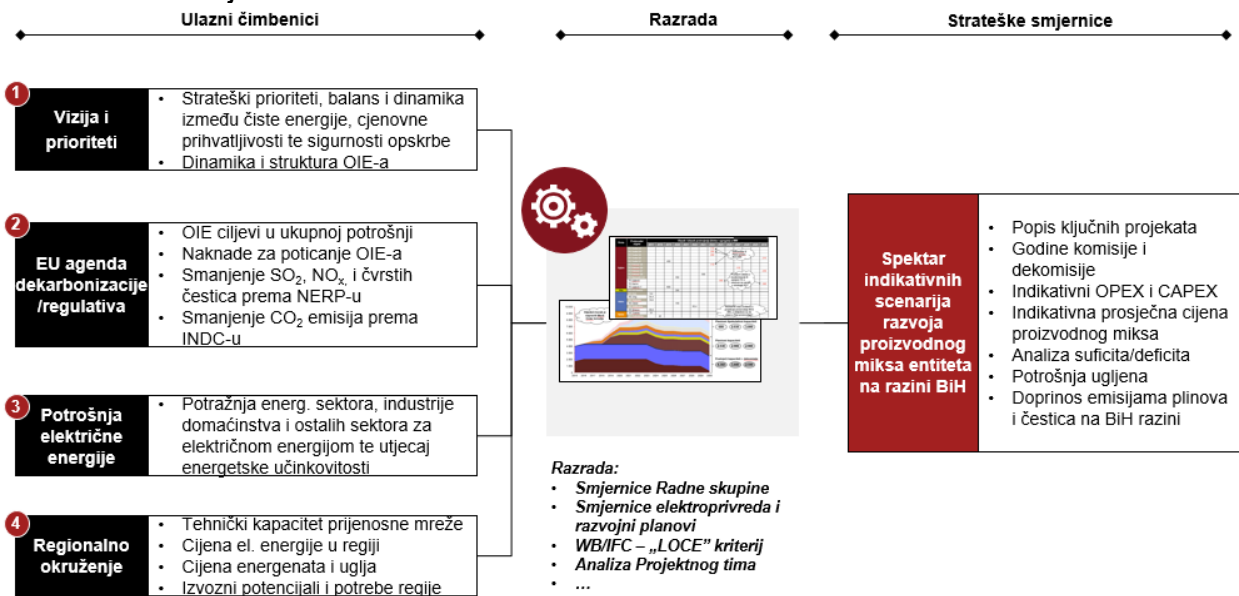 Ulazni čimbenici
Razrada
Strateške smjernice
1
Vizija i
prioriteti
• Strateški prioriteti, balans i dinamika
između čiste energije, cjenovne
prihvatljivosti te sigurnosti opskrbe
• Dinamika i struktura OIE-a
2
EU agenda
dekarbonizacije
/regulativa
• OIE ciljevi u ukupnoj potrošnji
• Naknade za poticanje OIE-a
• Smanjenje SO2, NOx, i čvrstih
čestica prema NERP-u
• Smanjenje CO2 emisija prema
INDC-u
3
Potrošnja
električne
energije
• Potražnja energ. sektora, industrije
domaćinstva i ostalih sektora za
električnom energijom te utjecaj
energetske učinkovitosti
4
Regionalno
okruženje
• Tehnički kapacitet prijenosne mreže
• Cijena el. energije u regiji
• Cijena energenata i uglja
• Izvozni potencijali i potrebe regije
Razrada:
• Smjernice Radne skupine
• Smjernice elektroprivreda i
razvojni planovi
• WB/IFC – „LOCE” kriterij
• Analiza Projektnog tima
• ...
Spektar
indikativnih
scenarija
razvoja
proizvodnog
miksa entiteta
na razini BiH
• Popis ključnih projekata
• Godine komisije i
dekomisije
• Indikativni OPEX i CAPEX
• Indikativna prosječna cijena
proizvodnog miksa
• Analiza suficita/deficita
• Potrošnja ugljena
• Doprinos emisijama plinova
i čestica na BiH razini